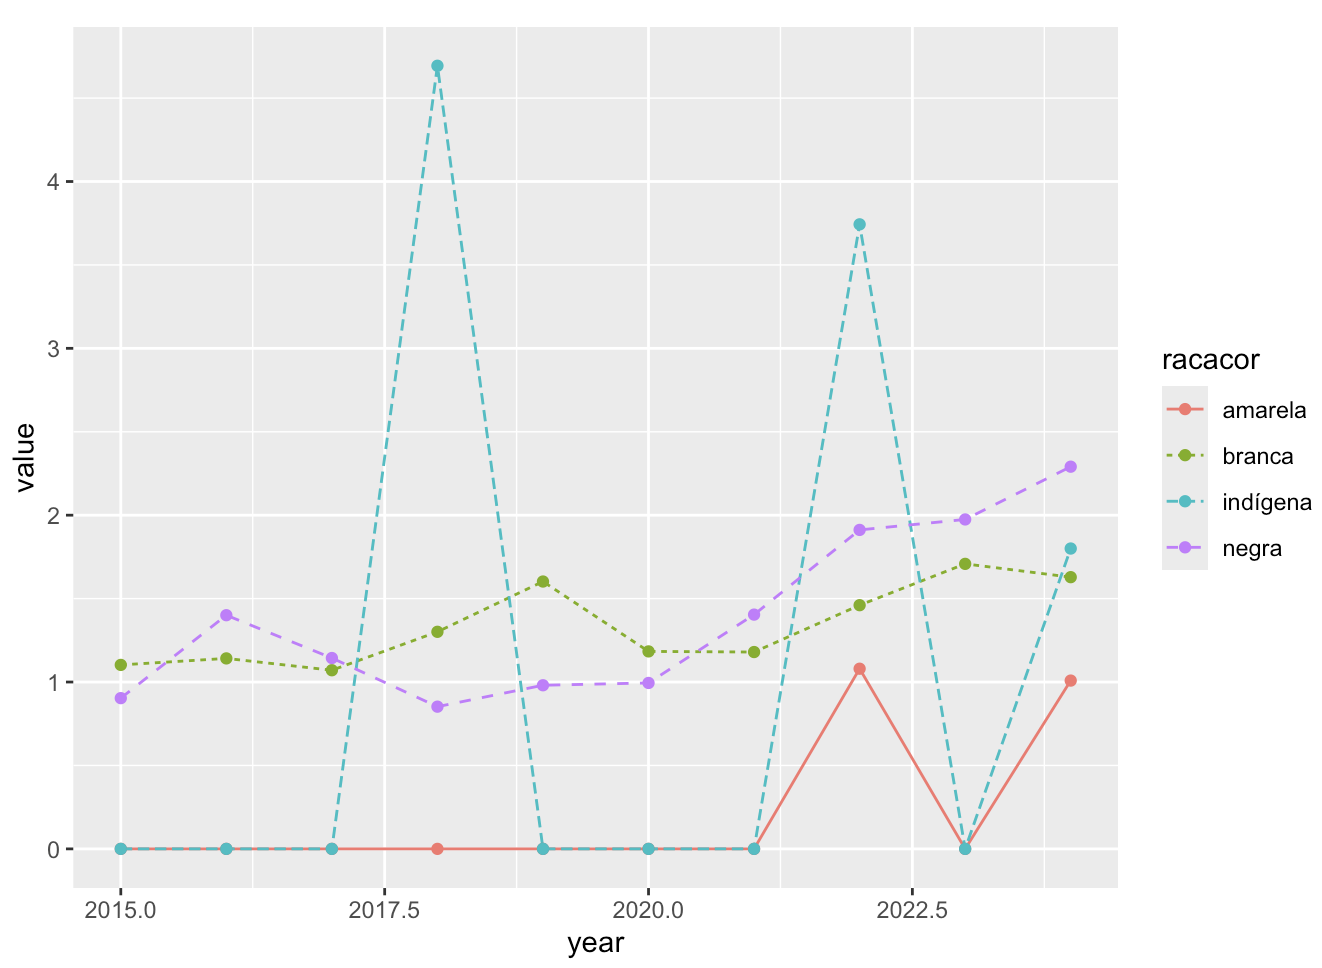 4
3
2
1
0
value
2015.0
2017.5
2020.0
2022.5
year
racacor
amarela
branca
indígena
negra